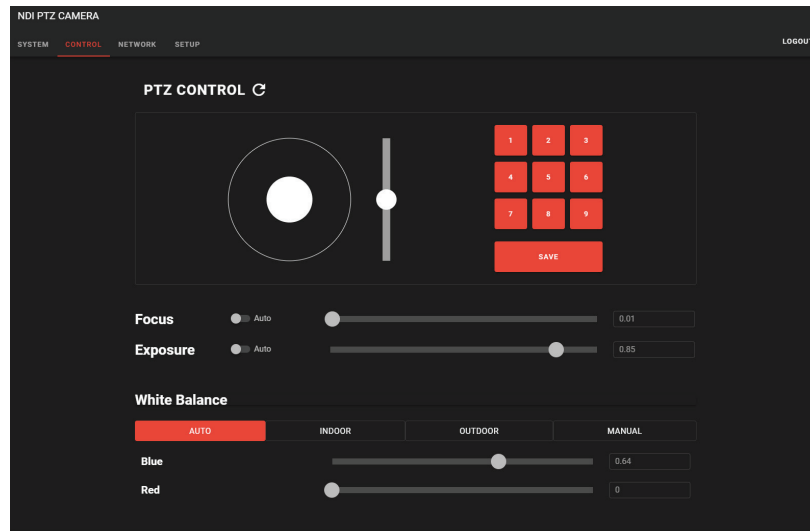 NDI PTZ CAMERA
SYSTEM CONTROL NETWORK SETUP LOGOUT
PTZ CONTROL
1 2 3
4 5 6
7 8 9
SAVE
Focus Auto 0.01
Exposure Auto 0.85
White Balance
AUTO INDOOR OUTDOOR MANUAL
Blue 0.64
Red 0